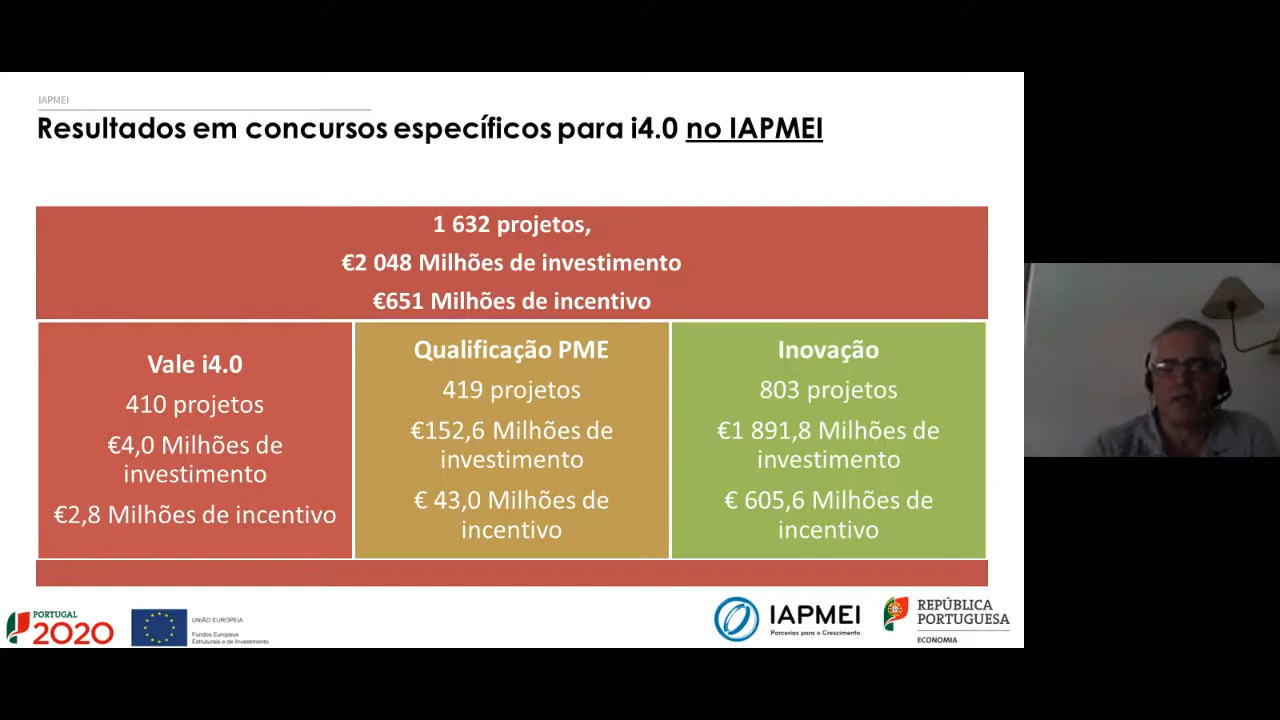 IAPMEI
Resultados em concursos específicos para i4.0 no IAPMEI
1 632 projetos,
€2 048 Milhões de investimento
€651 Milhões de incentivo
Vale i4.0
410 projetos
€4,0 Milhões de
investimento
€2,8 Milhões de incentivo
Qualificação PME
419 projetos
€152,6 Milhões de
investimento
€ 43,0 Milhões de
incentivo
Inovação
803 projetos
€1 891,8 Milhões de
investimento
€ 605,6 Milhões de
incentivo
PORTUGAL
2020
UNIÃO EUROPEIA
Fundos Europeus
Estruturais e de Investimento
IAPMEI
Parcerias para o Crescimento
REPÚBLICA
PORTUGUESA
ECONOMIA